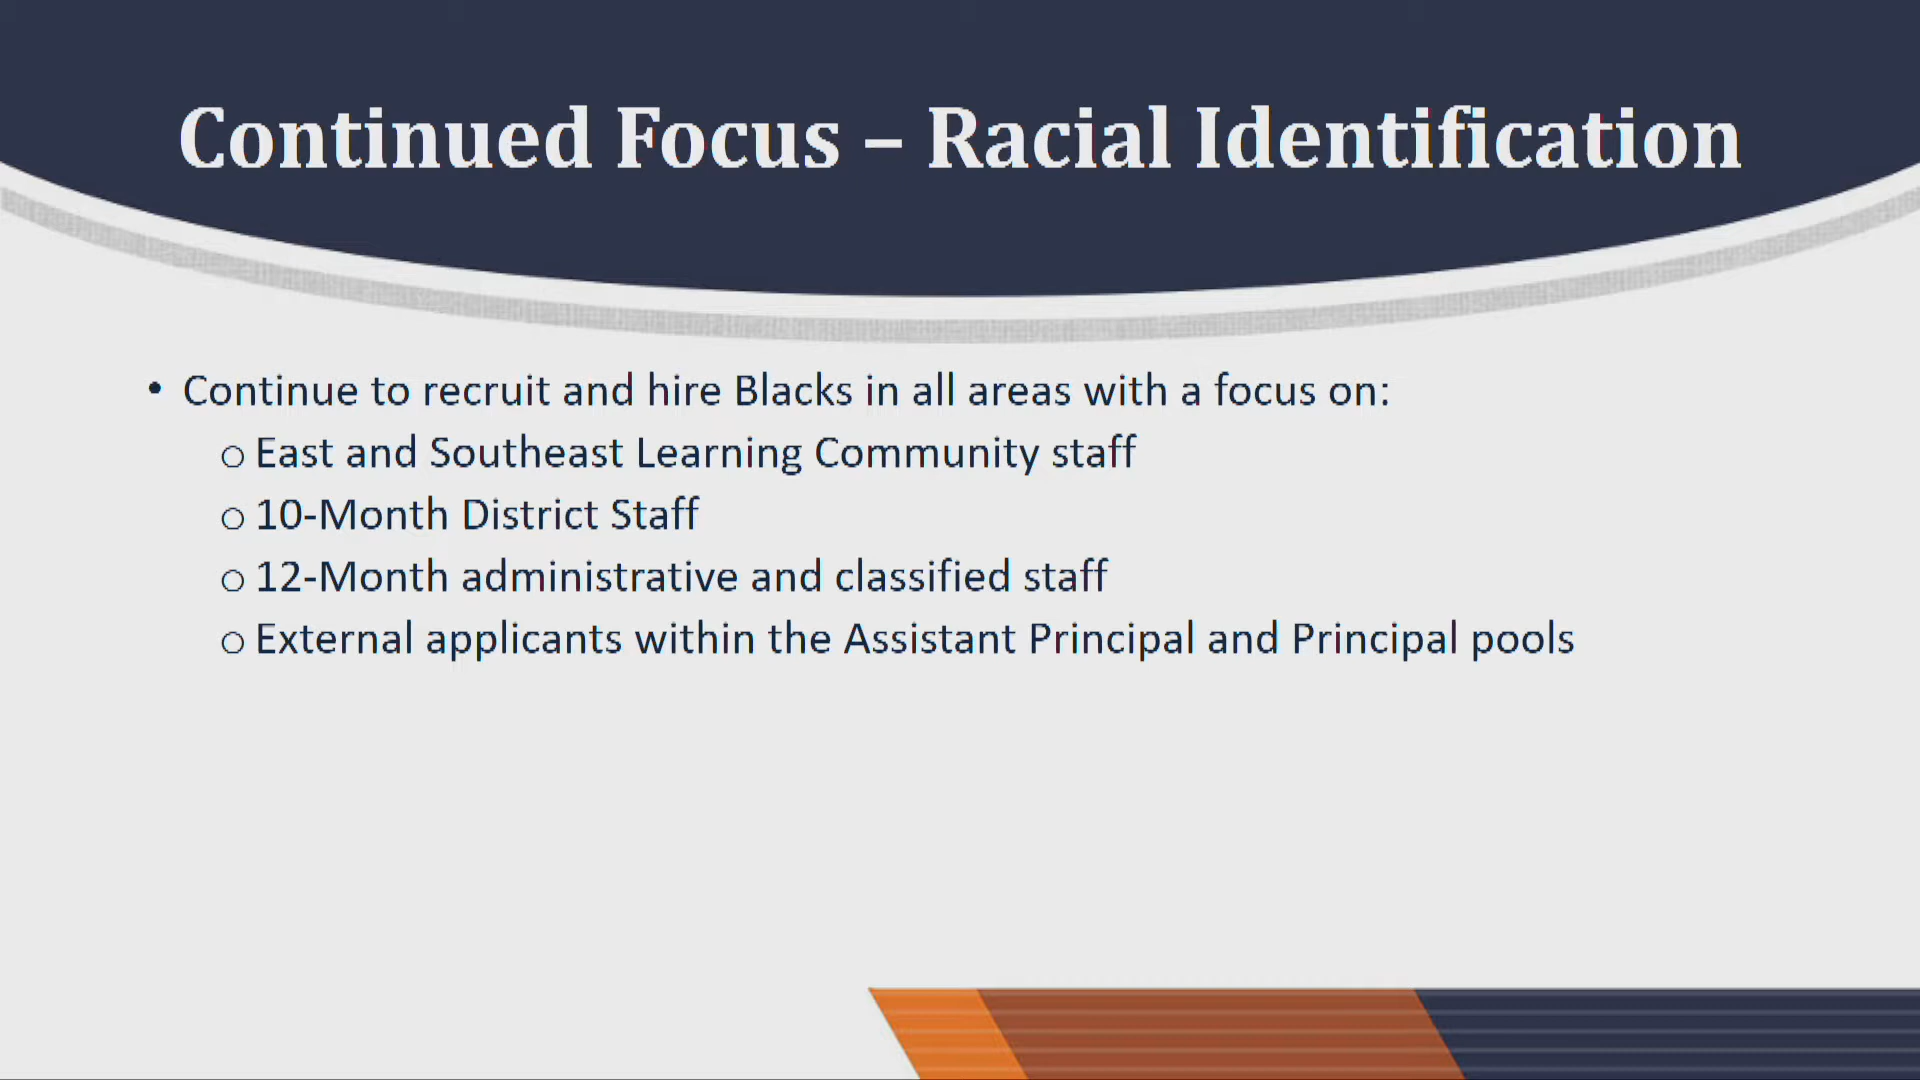 Continued Focus – Racial Identification
• Continue to recruit and hire Blacks in all areas with a focus on:
o East and Southeast Learning Community staff
o 10-Month District Staff
o 12-Month administrative and classified staff
o External applicants within the Assistant Principal and Principal pools